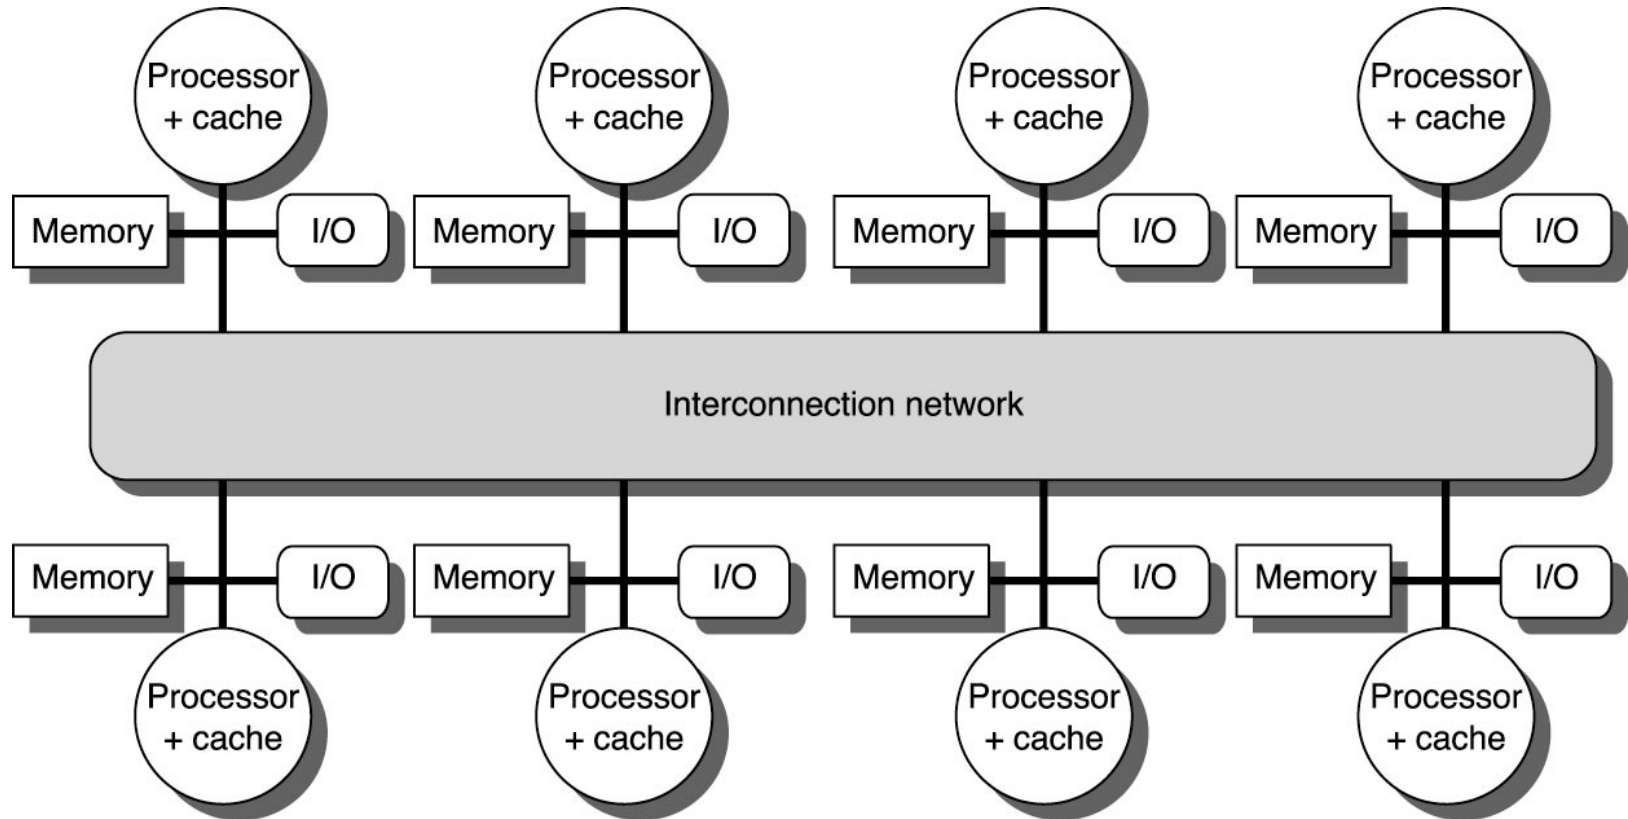 Processor
+ cache
Processor
+ cache
Processor
+ cache
Processor
+ cache
Memory
I/O
Memory
I/O
Memory
I/O
Memory
I/O
Interconnection network
Memory
I/O
Memory
I/O
Memory
I/O
Memory
I/O
Processor
+ cache
Processor
+ cache
Processor
+ cache
Processor
+ cache